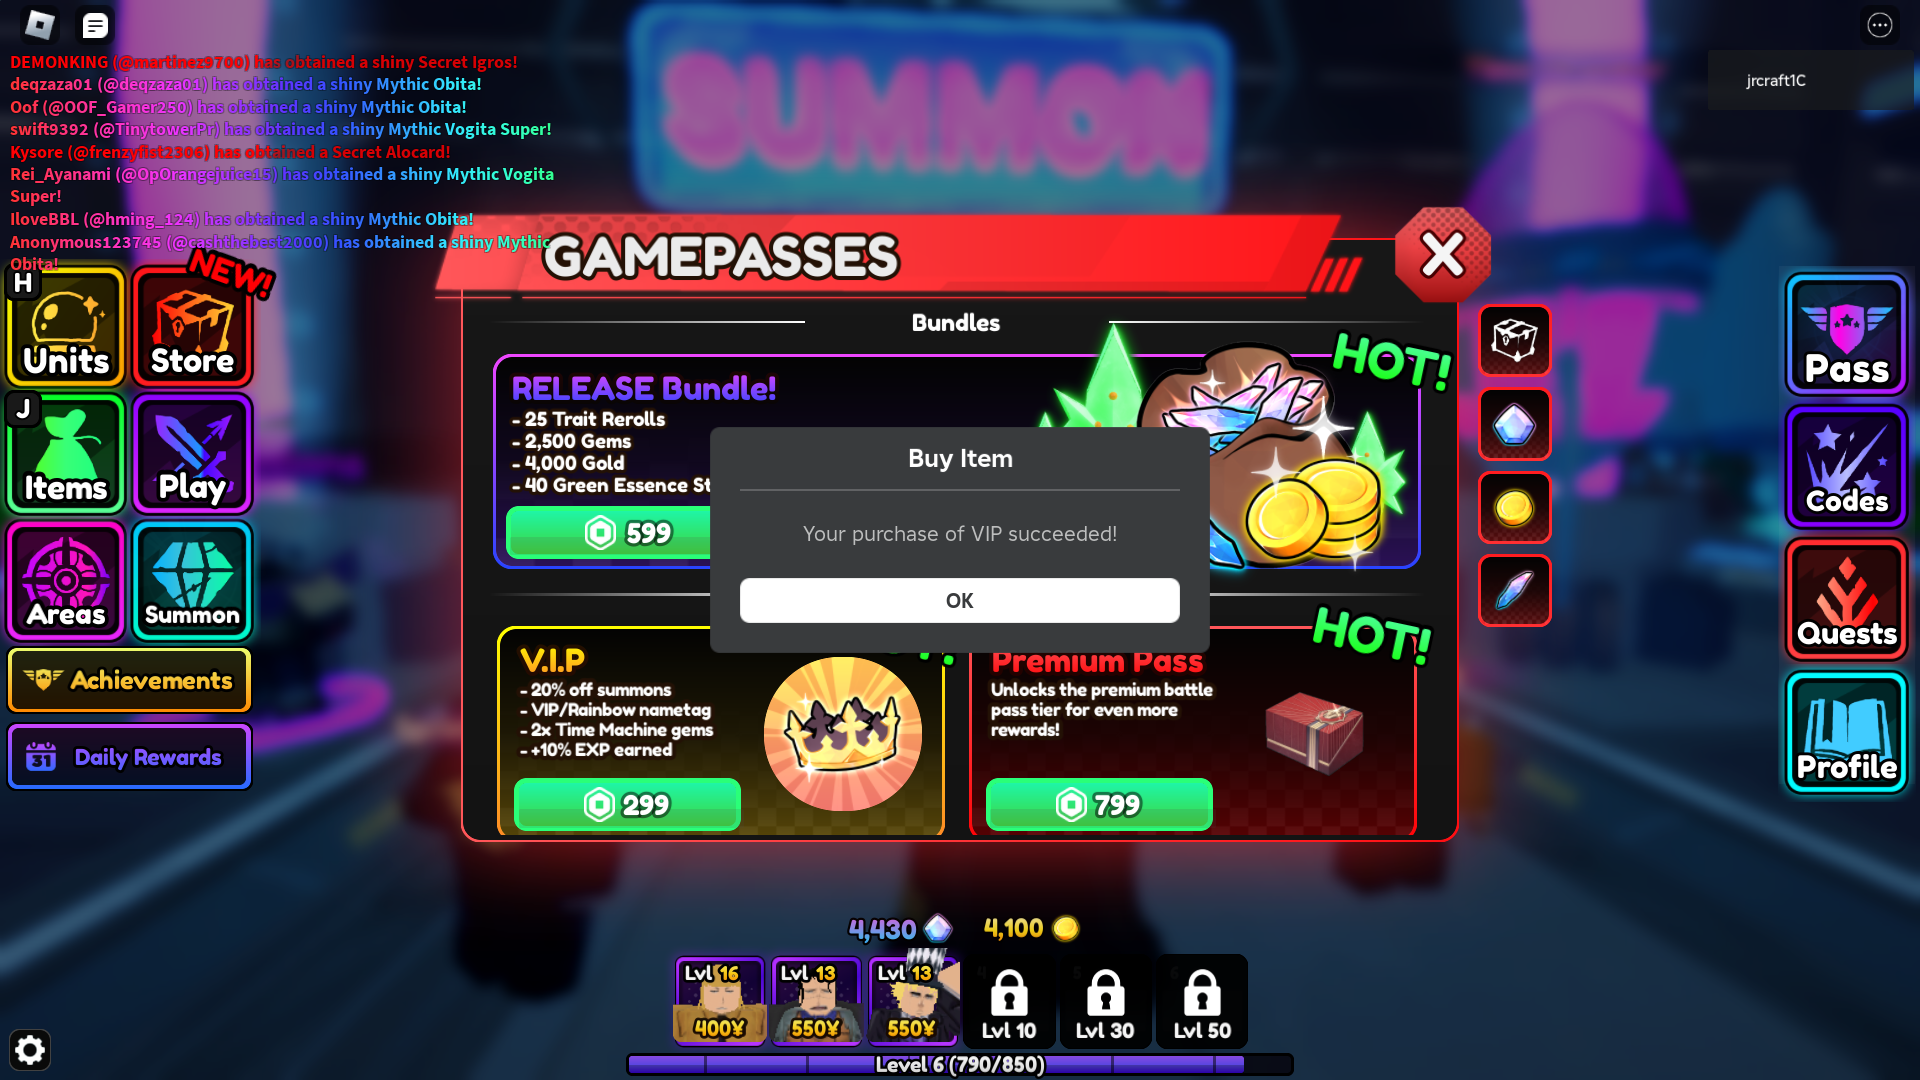 SUMMON
jrcraft1C
DEMONKING (@martinez9700) has obtained a shiny Secret Igros!
deqzaza01 (@deqzaza01) has obtained a shiny Mythic Obita!
Oof (@OOF_Gamer250) has obtained a shiny Mythic Obita!
swift9392 (@TinytowerPr) has obtained a shiny Mythic Vogita Super!
Kysore (@frenzyfist2306) has obtained a Secret Alocard!
Rei_Ayanami (@OpOrangejuice15) has obtained a shiny Mythic Vogita
Super!
IloveBBL (@hming_124) has obtained a shiny Mythic Obita!
Anonymous123745 (@cashthebest2000) has obtained a shiny Mythic
Obita!
H
Units
NEW!
Store
J
Items
Play
Areas
Summon
Achievements
31
Daily Rewards
GAMEPASSES
Bundles
HOT!
RELEASE Bundle!
- 25 Trait Rerolls
- 2,500 Gems
- 4,000 Gold
- 40 Green Essence St
599
Buy Item
Your purchase of VIP succeeded!
OK
V.I.P
- 20% off summons
- VIP/Rainbow nametag
- 2x Time Machine gems
- +10% EXP earned
299
HOT!
Premium Pass
Unlocks the premium battle
pass tier for even more
rewards!
799
Pass
Codes
Quests
Profile
4,430
4,100
Lvl 16
400¥
Lvl 13
550¥
Lvl 13
550¥
Lvl 10
Lvl 30
Lvl 50
Level 6 (790/850)